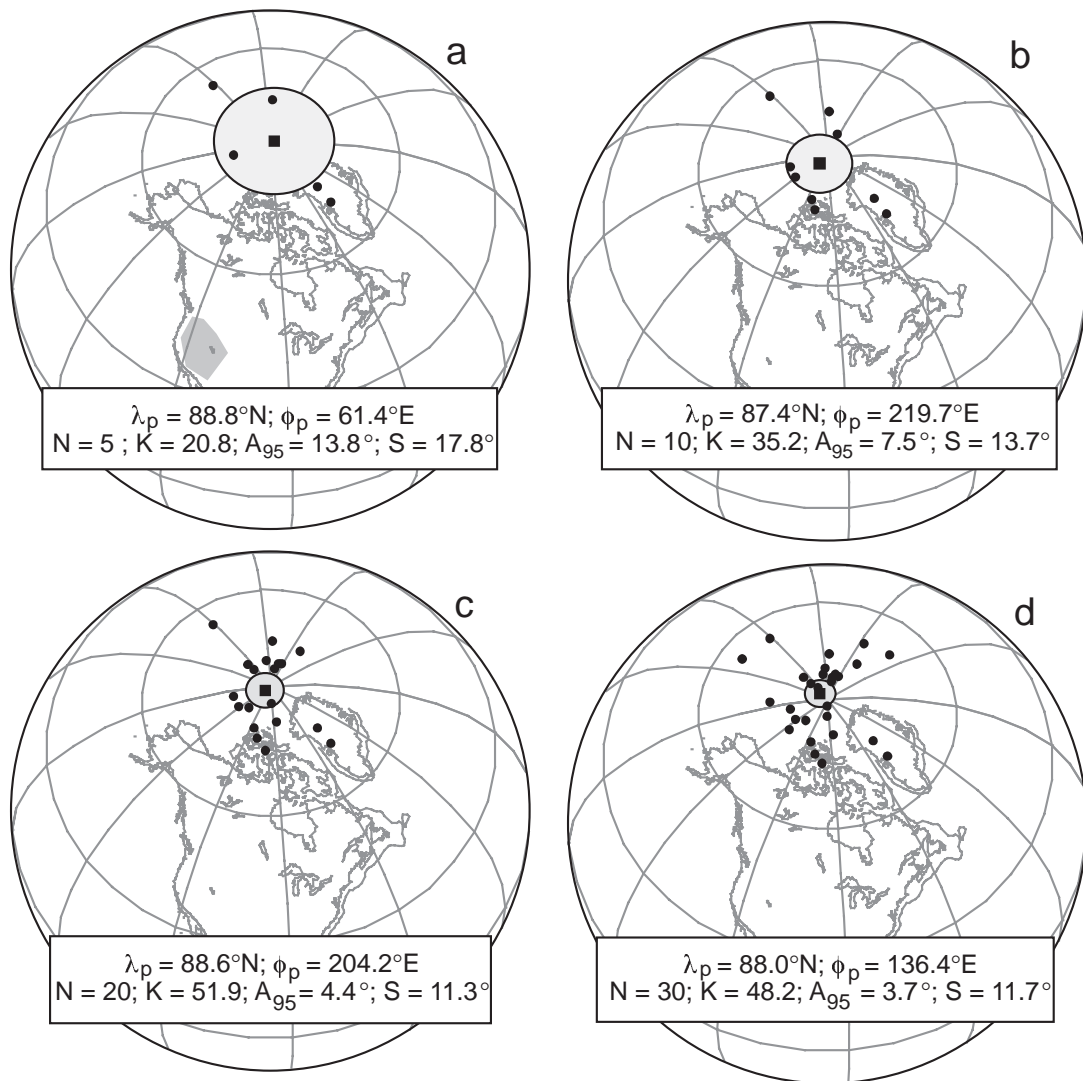 a
λp = 88.8°N; ϕp = 61.4°E
N = 5 ; K = 20.8; A95 = 13.8°; S = 17.8°
b
λp = 87.4°N; ϕp = 219.7°E
N = 10; K = 35.2; A95 = 7.5°; S = 13.7°
c
λp = 88.6°N; ϕp = 204.2°E
N = 20; K = 51.9; A95 = 4.4°; S = 11.3°
d
λp = 88.0°N; ϕp = 136.4°E
N = 30; K = 48.2; A95 = 3.7°; S = 11.7°